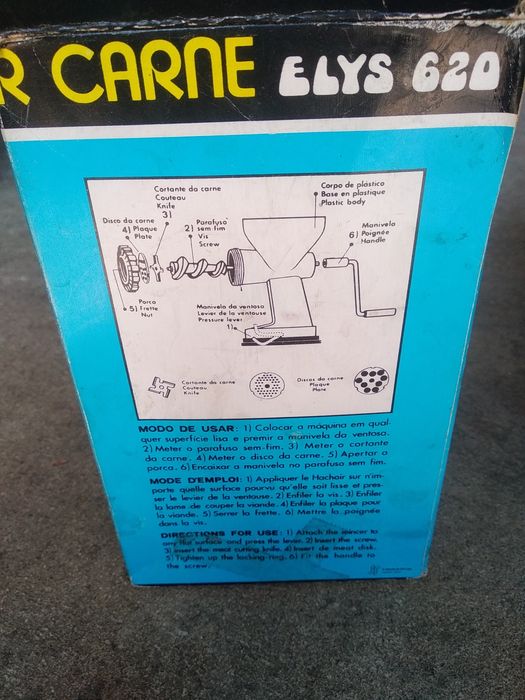 R CARNE ELYS 620
Cortante da carne
Couteau
Knife
3)
Corpo de plástico
Base en plastique
Plastic body
Disco da carne
4) Plaque
Plate
Parafuso
2) sem fim
Vis
Screw
Manivela
6) Poignée
Handle
Porca
5) Frette
Nut
Manivela da ventosa
Levier de la ventouse
Pressure lever
1)
Cortante da carne
Couteau
Knife
Discos da carne
Plaque
Plate
MODO DE USAR: 1) Colocar a máquina em qual
quer superfície lisa e premir a manivela da ventosa.
2) Meter o parafuso sem-fim. 3) Meter o cortante
da carne. 4) Meter o disco da carne. 5) Apertar a
porca. 6) Encaixar a manivela no parafuso sem fim.
MODE D'EMPLOI: 1) Appliquer le Hachoir sur n'im-
porte quelle surface pourvu qu'elle soit lisse et pres-
ser le levier de la ventouse. 2) Enfiler la vis. 3) Enfiler
la lame de couper la viande. 4) Enfiler la plaque pour
la viande. 5) Serrer la frette. 6) Mettre la poignée
dans la vis.
DIRECTIONS FOR USE: 1) Attach the mincer to
any flat surface and press the lever. 2) Insert the screw.
3) Insert the meat cutting knife. 4) Insert de meat disk.
5) Tighten up the locking-ring. 6) Fit the handle to
the screw.